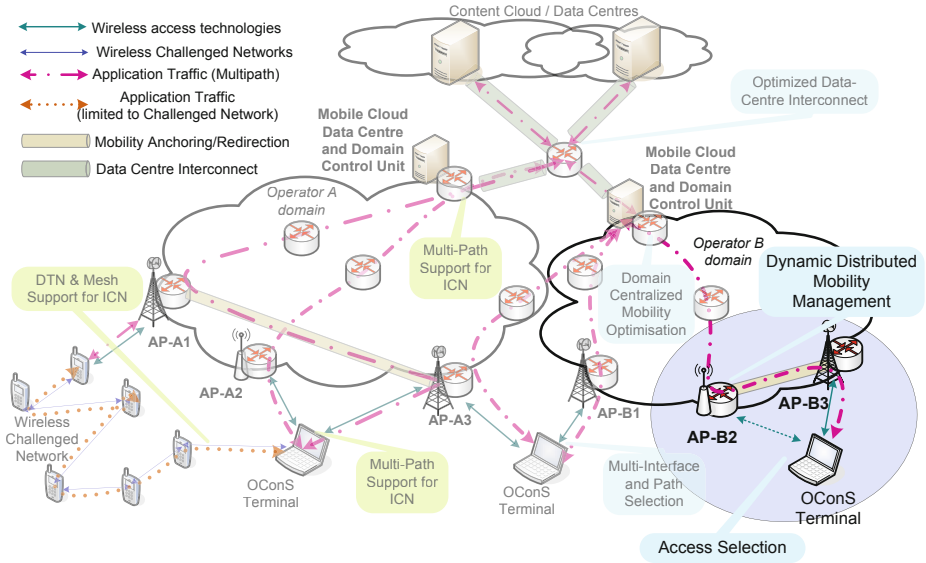 Content Cloud / Data Centres
Wireless access technologies
Wireless Challenged Networks
Application Traffic (Multipath)
Application Traffic
(limited to Challenged Network)
Mobility Anchoring/Redirection
Data Centre Interconnect
Optimized Data-
Centre Interconnect
Mobile Cloud
Data Centre
and Domain
Control Unit
Mobile Cloud
Data Centre
and Domain
Control Unit
Operator A
domain
Operator B
domain
Multi-Path
Support for
ICN
Domain
Centralized
Mobility
Optimisation
Dynamic Distributed
Mobility
Management
DTN & Mesh
Support for ICN
AP-A1
AP-A2
AP-A3
AP-B1
AP-B2
AP-B3
Wireless
Challenged
Network
OConS
Terminal
Multi-Path
Support for
ICN
OConS
Terminal
Multi-Interface
and Path
Selection
OConS
Terminal
Access Selection